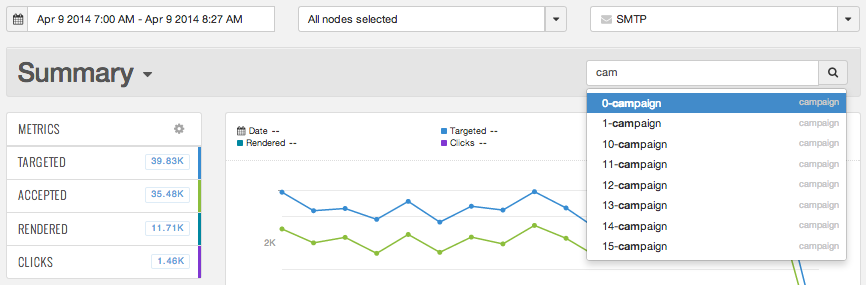 Apr 9 2014 7:00 AM - Apr 9 2014 8:27 AM
All nodes selected
SMTP
Summary
cam
0-campaign campaign
1-campaign campaign
10-campaign campaign
11-campaign campaign
12-campaign campaign
13-campaign campaign
14-campaign campaign
15-campaign campaign
METRICS
TARGETED 39.83K
ACCEPTED 35.48K
RENDERED 11.71K
CLICKS 1.46K
Date -- Targeted --
Rendered -- Clicks --
2K